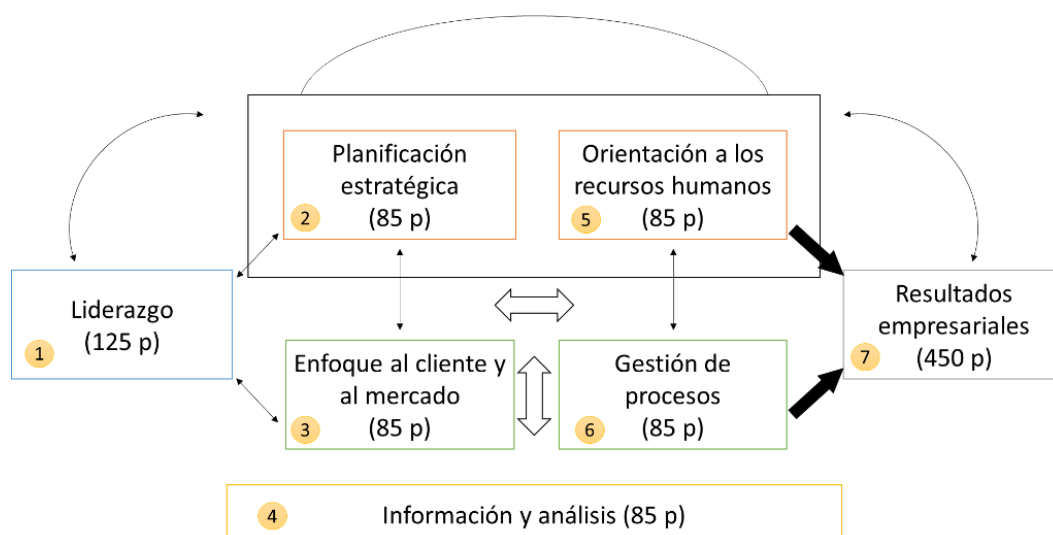 Planificación
estratégica
(85 p)
2
Orientación a los
recursos humanos
(85 p)
5
Liderazgo
(125 p)
1
Resultados
empresariales
(450 p)
7
Enfoque al cliente y
al mercado
(85 p)
3
Gestión de
procesos
(85 p)
6
4
Información y análisis (85 p)